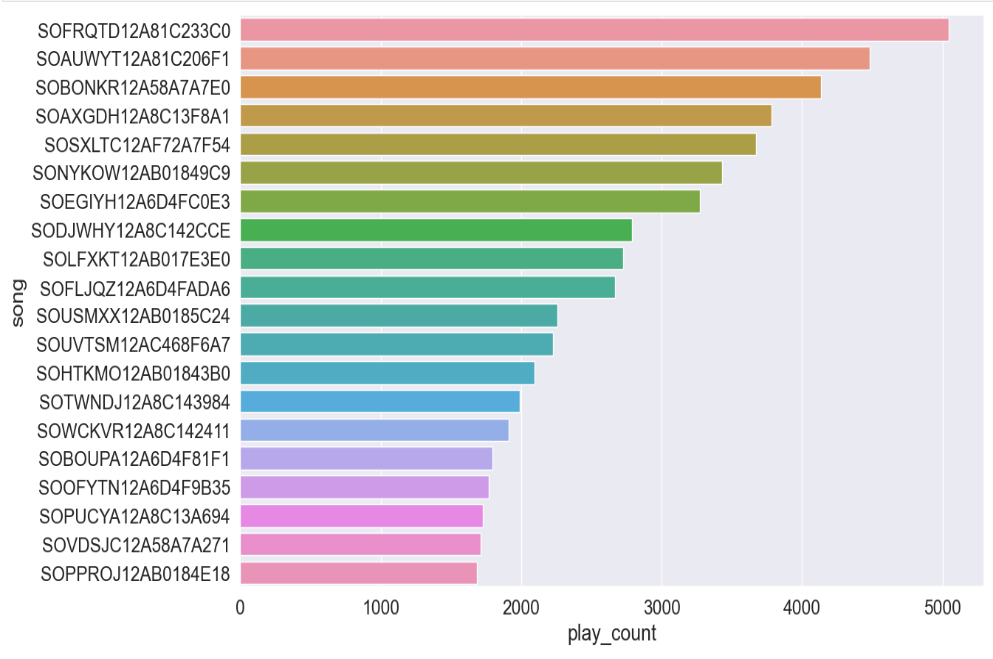 SOFRQTD12A81C233C0
SOAUWYT12A81C206F1
SOBONKR12A58A7A7E0
SOAXGDH12A8C13F8A1
SOSXLTC12AF72A7F54
SONYKOW12AB01849C9
SOEGIYH12A6D4FC0E3
SODJWHY12A8C142CCE
SOLFXKT12AB017E3E0
SOFLJQZ12A6D4FADA6
SOUSMXX12AB0185C24
SOUVTSM12AC468F6A7
SOHTKMO12AB01843B0
SOTWNDJ12A8C143984
SOWCKVR12A8C142411
SOBOUPA12A6D4F81F1
SOOFYTN12A6D4F9B35
SOPUCYA12A8C13A694
SOVDSJC12A58A7A271
SOPPROJ12AB0184E18
song
0 1000 2000 3000 4000 5000
play_count